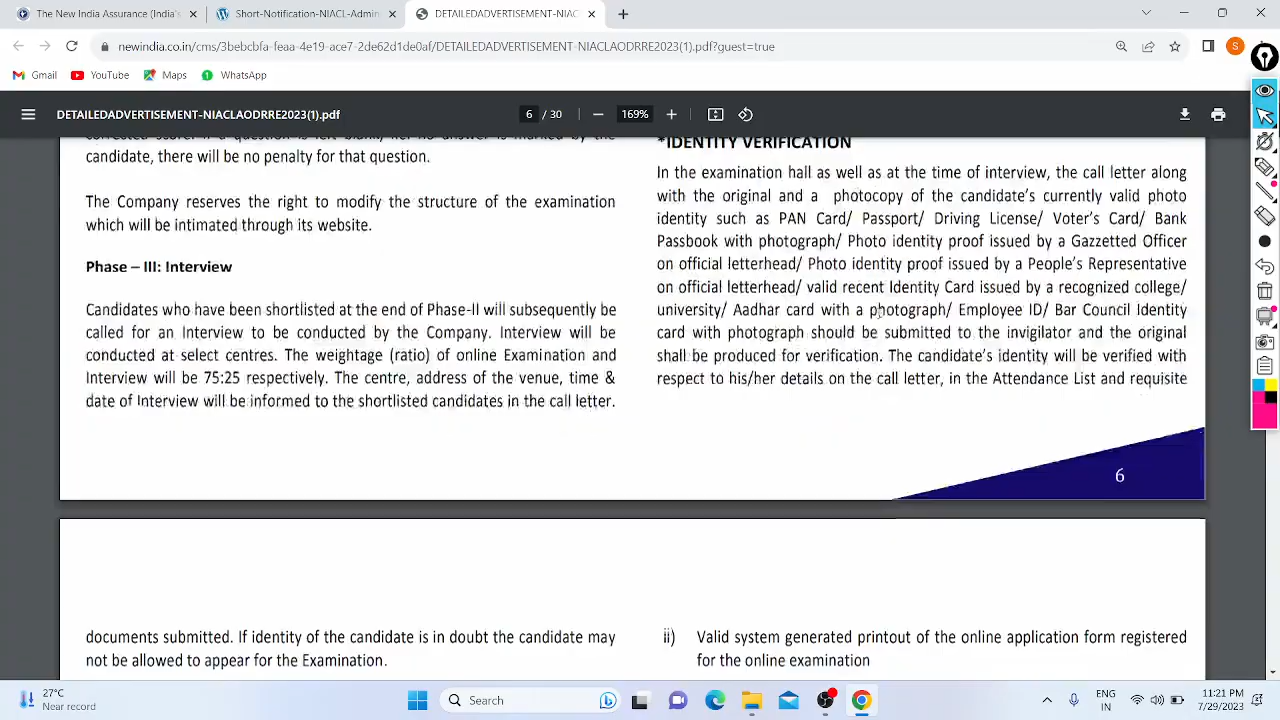 The New India Assurance (India'
Short-Notification-NIACL-Admin
DETAILEDADVERTISEMENT-NIACLA
newindia.co.in/cms/3bebcbfa-feaa-4e19-ace7-2de62d1de0af/DETAILEDADVERTISEMENT-NIACLAODRRE2023(1).pdf?guest=true
S
Gmail
YouTube
Maps
WhatsApp
DETAILEDADVERTISEMENT-NIACLAODRRE2023(1).pdf
6 / 30
169%
candidate, there will be no penalty for that question.
The Company reserves the right to modify the structure of the examination
which will be intimated through its website.
Phase – III: Interview
Candidates who have been shortlisted at the end of Phase-II will subsequently be
called for an Interview to be conducted by the Company. Interview will be
conducted at select centres. The weightage (ratio) of online Examination and
Interview will be 75:25 respectively. The centre, address of the venue, time &
date of Interview will be informed to the shortlisted candidates in the call letter.
*IDENTITY VERIFICATION
In the examination hall as well as at the time of interview, the call letter along
with the original and a photocopy of the candidate's currently valid photo
identity such as PAN Card/ Passport/ Driving License/ Voter's Card/ Bank
Passbook with photograph/ Photo identity proof issued by a Gazzetted Officer
on official letterhead/ Photo identity proof issued by a People's Representative
on official letterhead/ valid recent Identity Card issued by a recognized college/
university/ Aadhar card with a photograph/ Employee ID/ Bar Council Identity
card with photograph should be submitted to the invigilator and the original
shall be produced for verification. The candidate's identity will be verified with
respect to his/her details on the call letter, in the Attendance List and requisite
6
documents submitted. If identity of the candidate is in doubt the candidate may
not be allowed to appear for the Examination.
ii) Valid system generated printout of the online application form registered
for the online examination
27°C
Near record
Search
ENG
IN
11:21 PM
7/29/2023